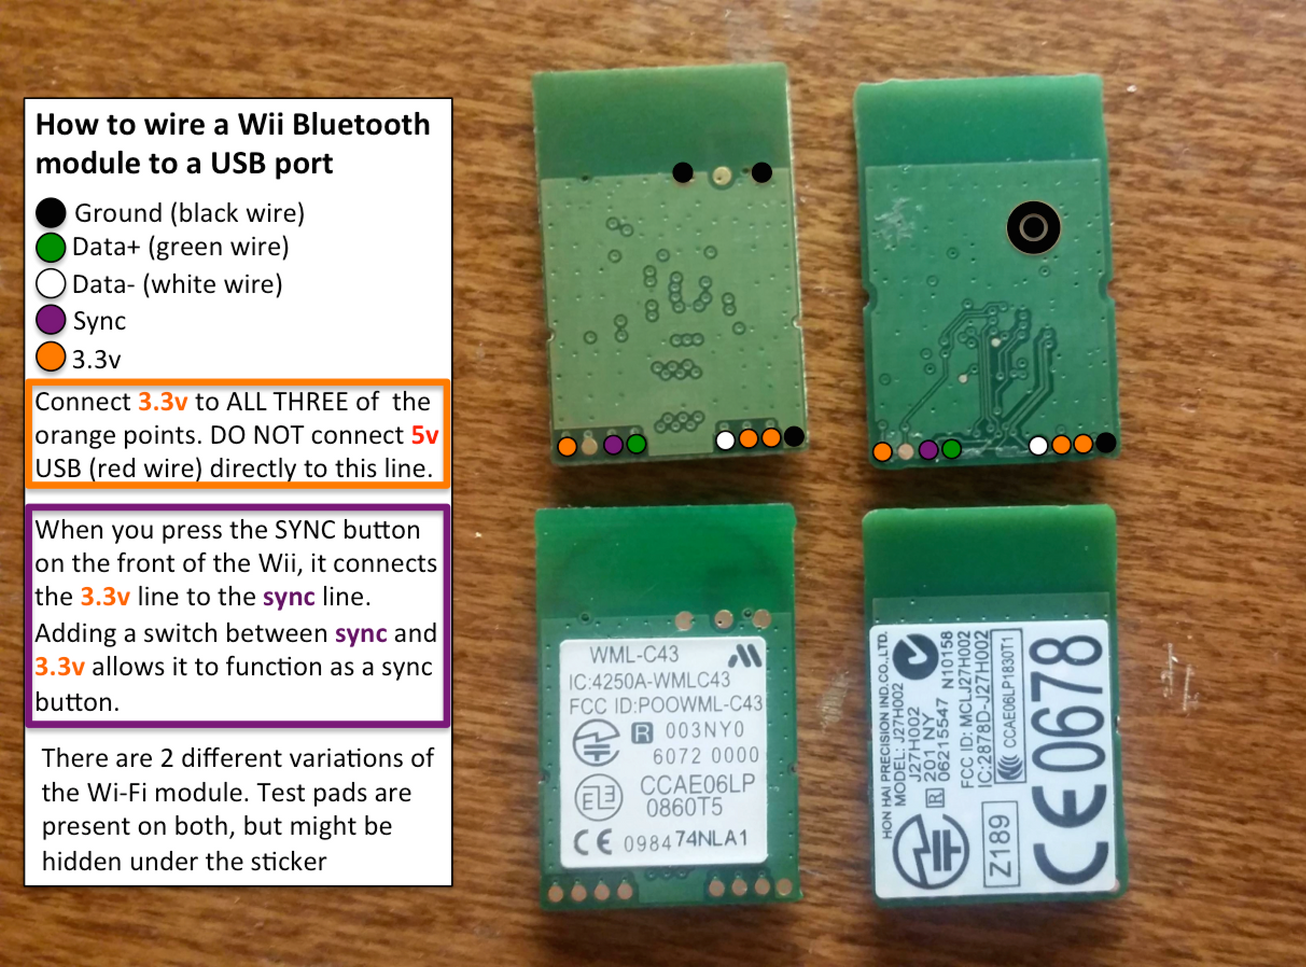 How to wire a Wii Bluetooth
module to a USB port
Ground (black wire)
Data+ (green wire)
Data- (white wire)
Sync
3.3v
Connect 3.3v to ALL THREE of the
orange points. DO NOT connect 5v
USB (red wire) directly to this line.
When you press the SYNC button
on the front of the Wii, it connects
the 3.3v line to the sync line.
Adding a switch between sync and
3.3v allows it to function as a sync
button.
There are 2 different variations of
the Wi-Fi module. Test pads are
present on both, but might be
hidden under the sticker
WML-C43
IC:4250A-WMLC43
FCC ID:POOWML-C43
R 003NY0
6072 0000
CCAE06LP
0860T5
CE 0984 74NLA1
HON HAI PRECISION IND.CO.,LTD.
MODEL: J27H002
J27H002
R 201 NY
06215547 N10158
FCC ID: MCLJ27H002
IC:2878D-J27H002
CCAE06LP1830T1
Z189
CE0678